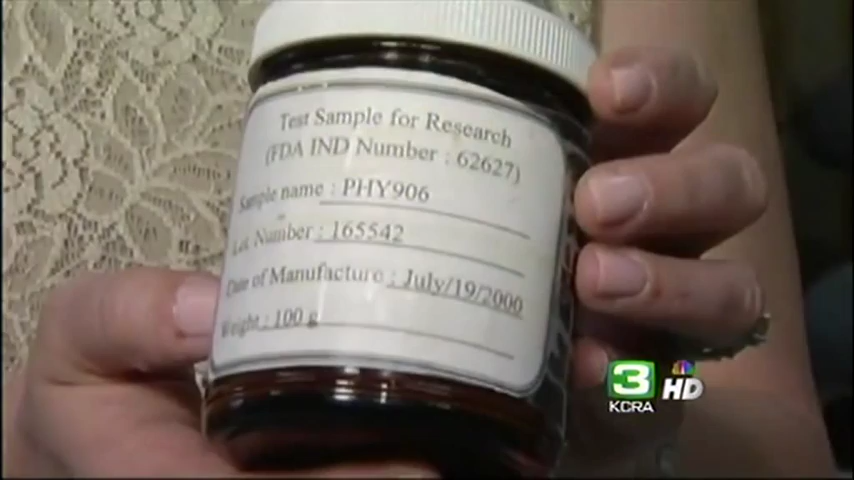 Test Sample for Research
(FDA IND Number : 62627)
Sample name : PHY906
Lot Number : 165542
Date of Manufacture : July/19/2000
Weight : 100 g
3 HD
KCRA